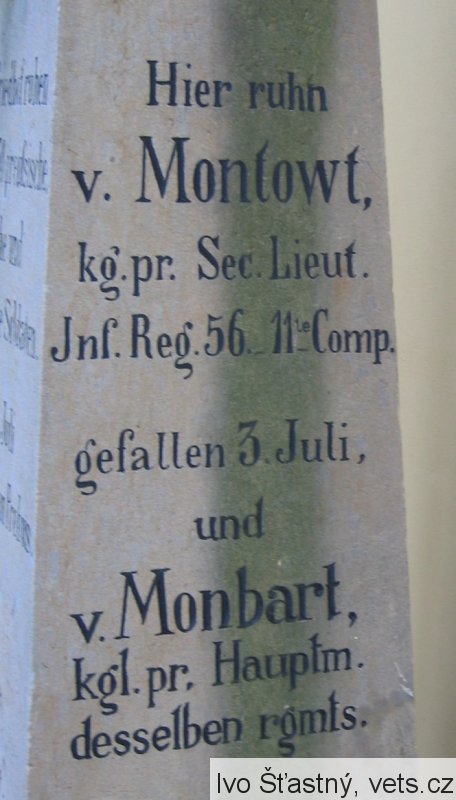 Hier ruhn
v. Montowt,
kg.pr. Sec. Lieut.
Jnf. Reg. 56. 11te Comp.
gefallen 3. Juli,
und
v. Monbart,
kgl. pr. Hauptm.
desselben rgmts.
Ivo Šťastný, vets.cz